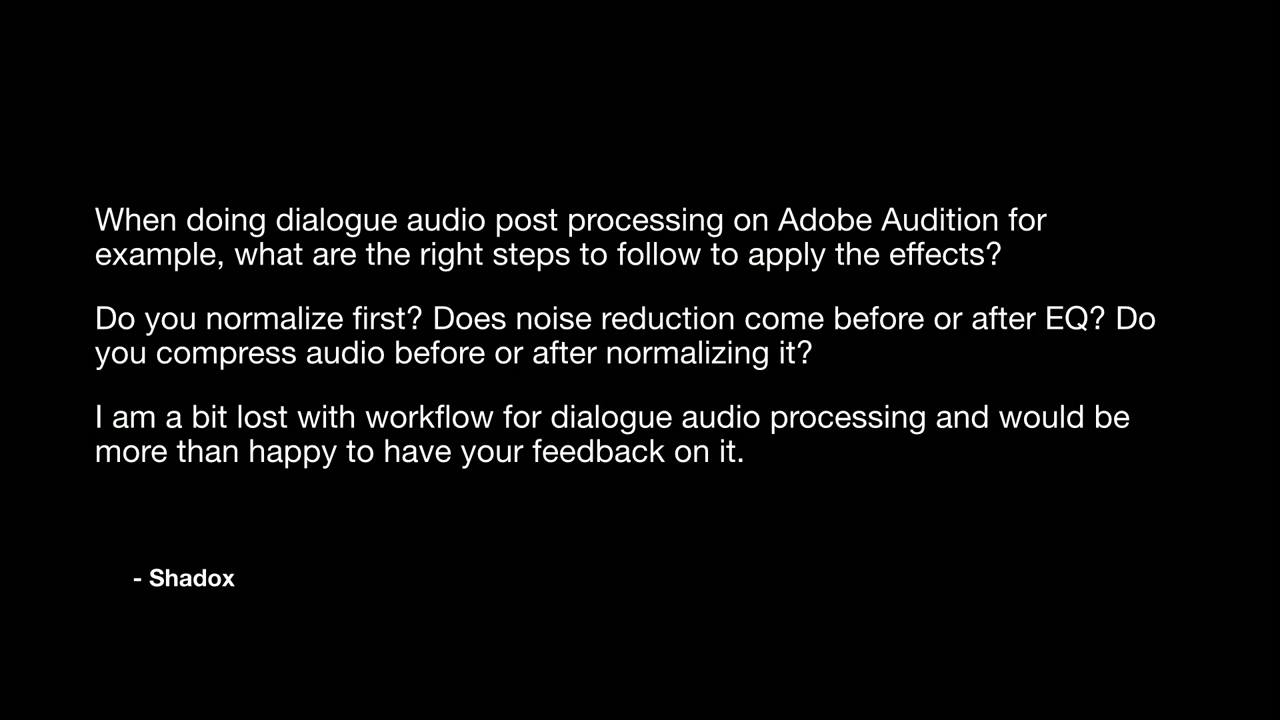 When doing dialogue audio post processing on Adobe Audition for
example, what are the right steps to follow to apply the effects?
Do you normalize first? Does noise reduction come before or after EQ? Do
you compress audio before or after normalizing it?
I am a bit lost with workflow for dialogue audio processing and would be
more than happy to have your feedback on it.
- Shadox